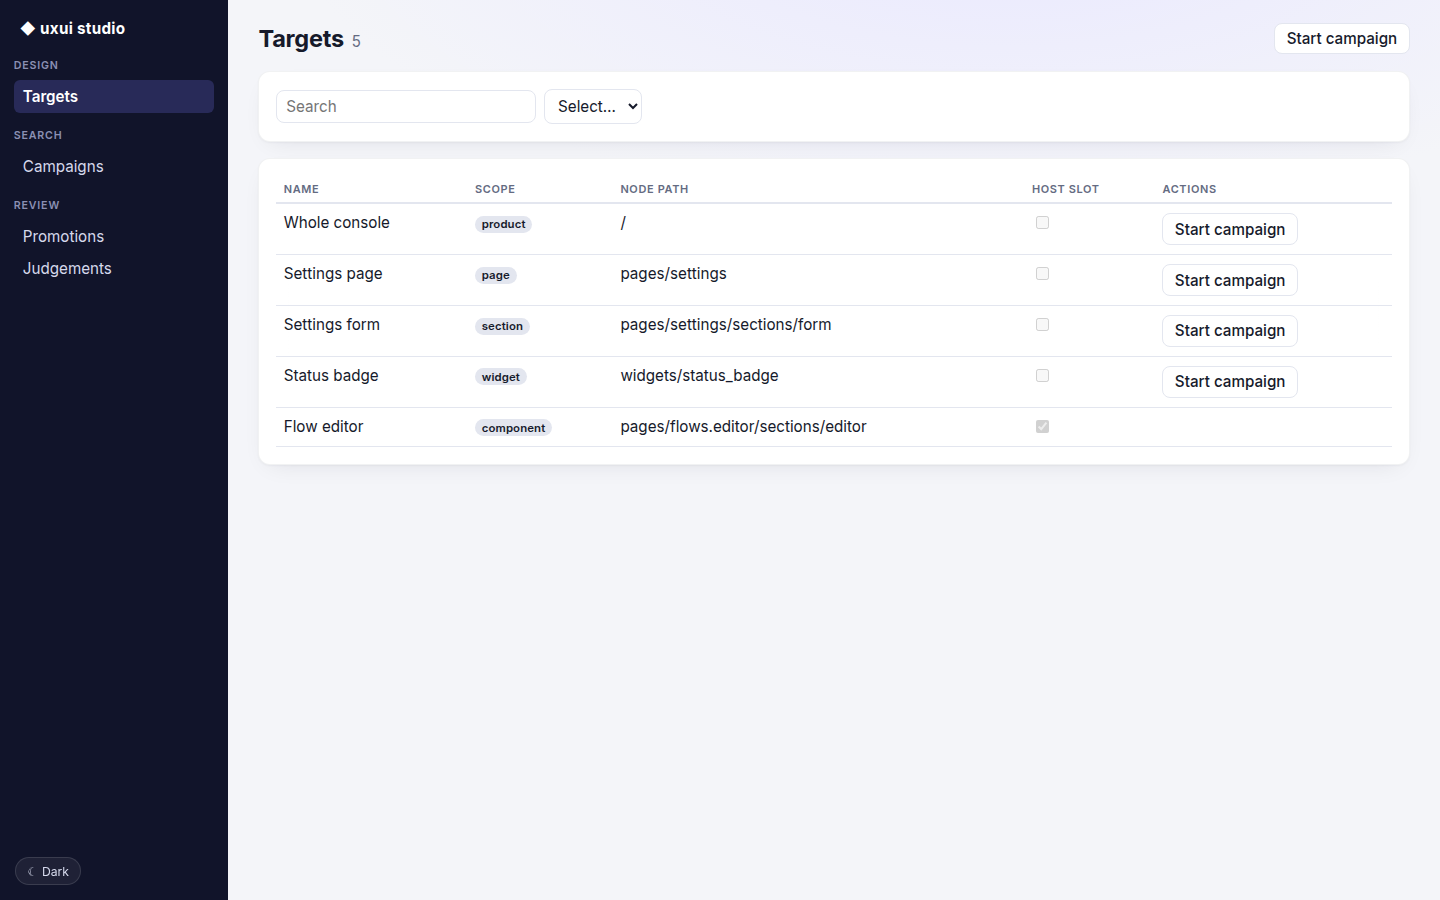 ◆ uxui studio
DESIGN
Targets
SEARCH
Campaigns
REVIEW
Promotions
Judgements
☾ Dark
Targets 5
Start campaign
Search
Select...
NAME SCOPE NODE PATH HOST SLOT ACTIONS
Whole console product / Start campaign
Settings page page pages/settings Start campaign
Settings form section pages/settings/sections/form Start campaign
Status badge widget widgets/status_badge Start campaign
Flow editor component pages/flows.editor/sections/editor